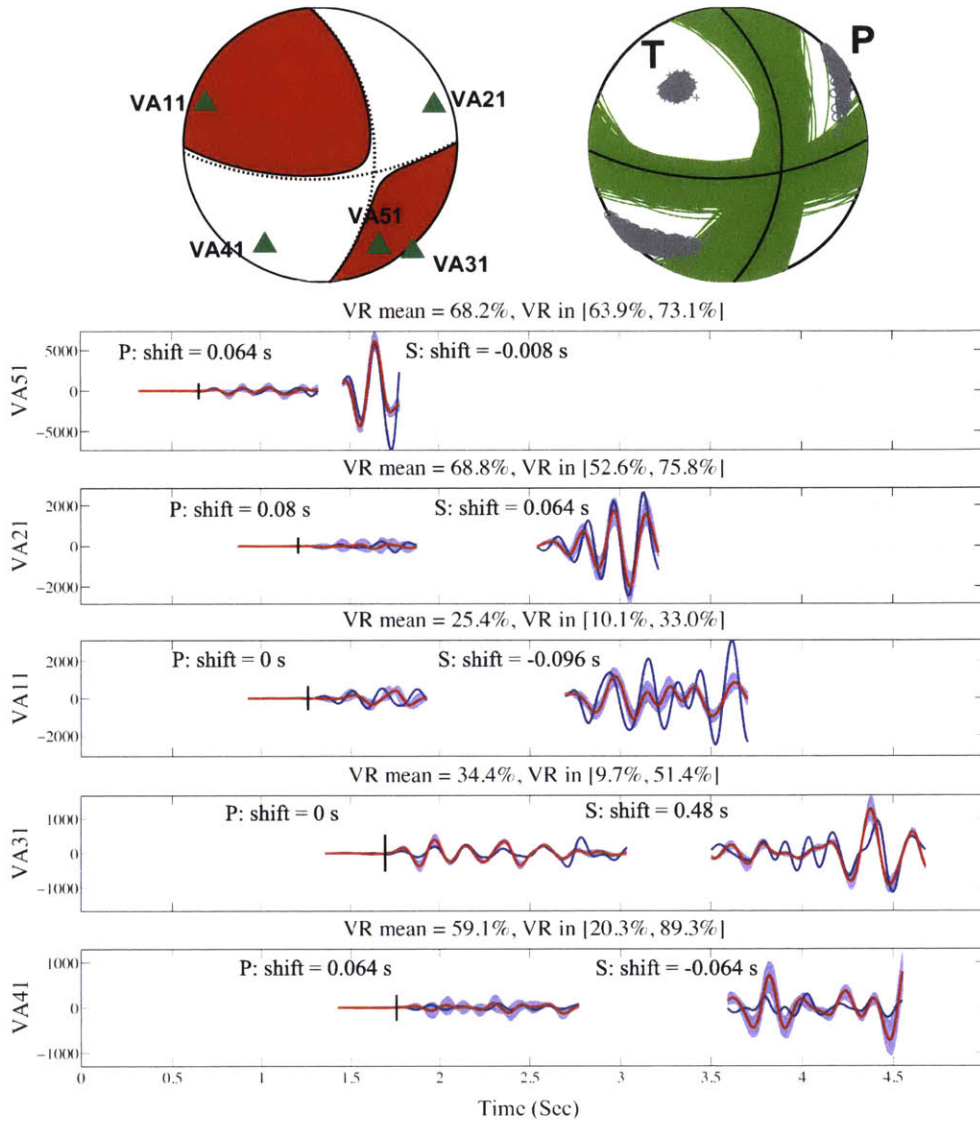 T
P
VA11
VA21
VA51
VA41
VA31
VR mean = 68.2%, VR in [63.9%, 73.1%]
VA51
5000
0
−5000
P: shift = 0.064 s
S: shift = -0.008 s
VR mean = 68.8%, VR in [52.6%, 75.8%]
VA21
2000
0
−2000
P: shift = 0.08 s
S: shift = 0.064 s
VR mean = 25.4%, VR in [10.1%, 33.0%]
VA11
2000
0
−2000
P: shift = 0 s
S: shift = -0.096 s
VR mean = 34.4%, VR in [9.7%, 51.4%]
VA31
1000
0
−1000
P: shift = 0 s
S: shift = 0.48 s
VR mean = 59.1%, VR in [20.3%, 89.3%]
VA41
1000
0
−1000
P: shift = 0.064 s
S: shift = -0.064 s
0 0.5 1 1.5 2 2.5 3 3.5 4 4.5
Time (Sec)